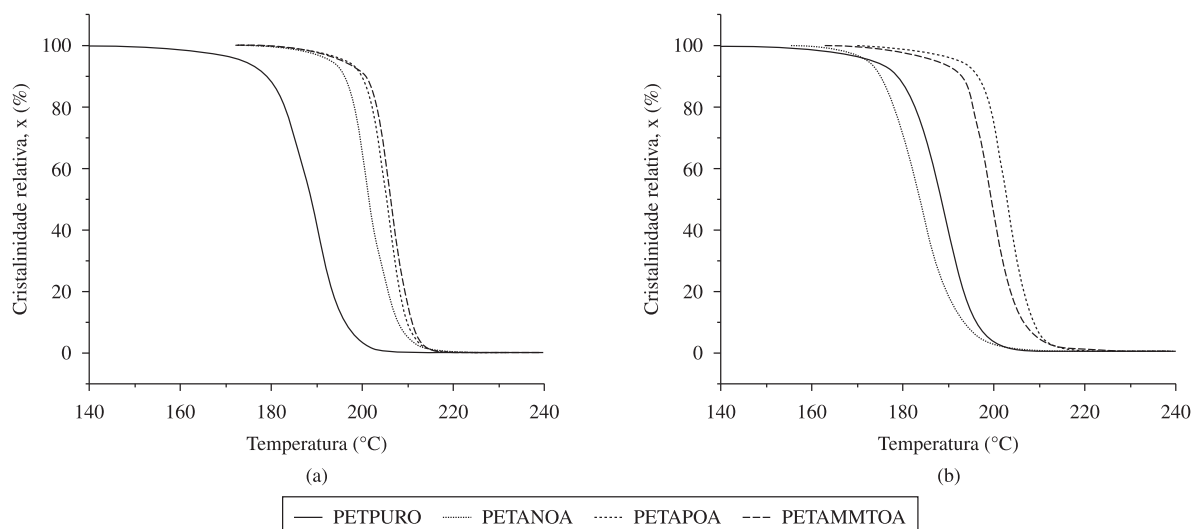 Cristalinidade relativa, x (%)
100
80
60
40
20
0
140 160 180 200 220 240
Temperatura (°C)
(a)
Cristalinidade relativa, x (%)
100
80
60
40
20
0
140 160 180 200 220 240
Temperatura (°C)
(b)
PETPURO PETANOA PETAPOA PETAMMTOA